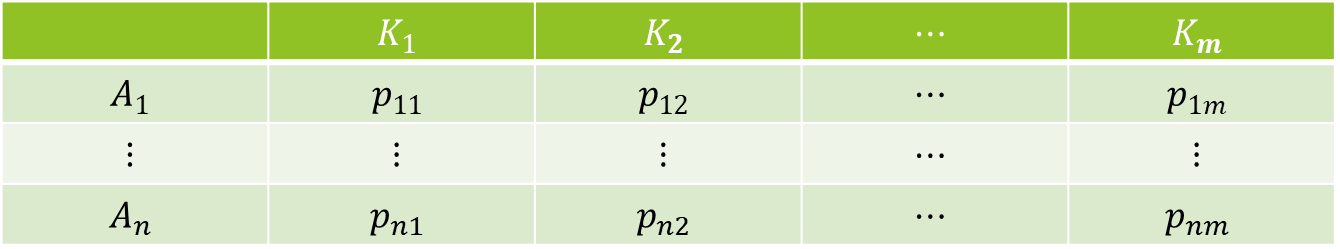 K₁ K₂ ⋯ Kₘ
A₁ p₁₁ p₁₂ ⋯ p₁ₘ
⋮ ⋮ ⋮ ⋯ ⋮
Aₙ pₙ₁ pₙ₂ ⋯ pₙₘ